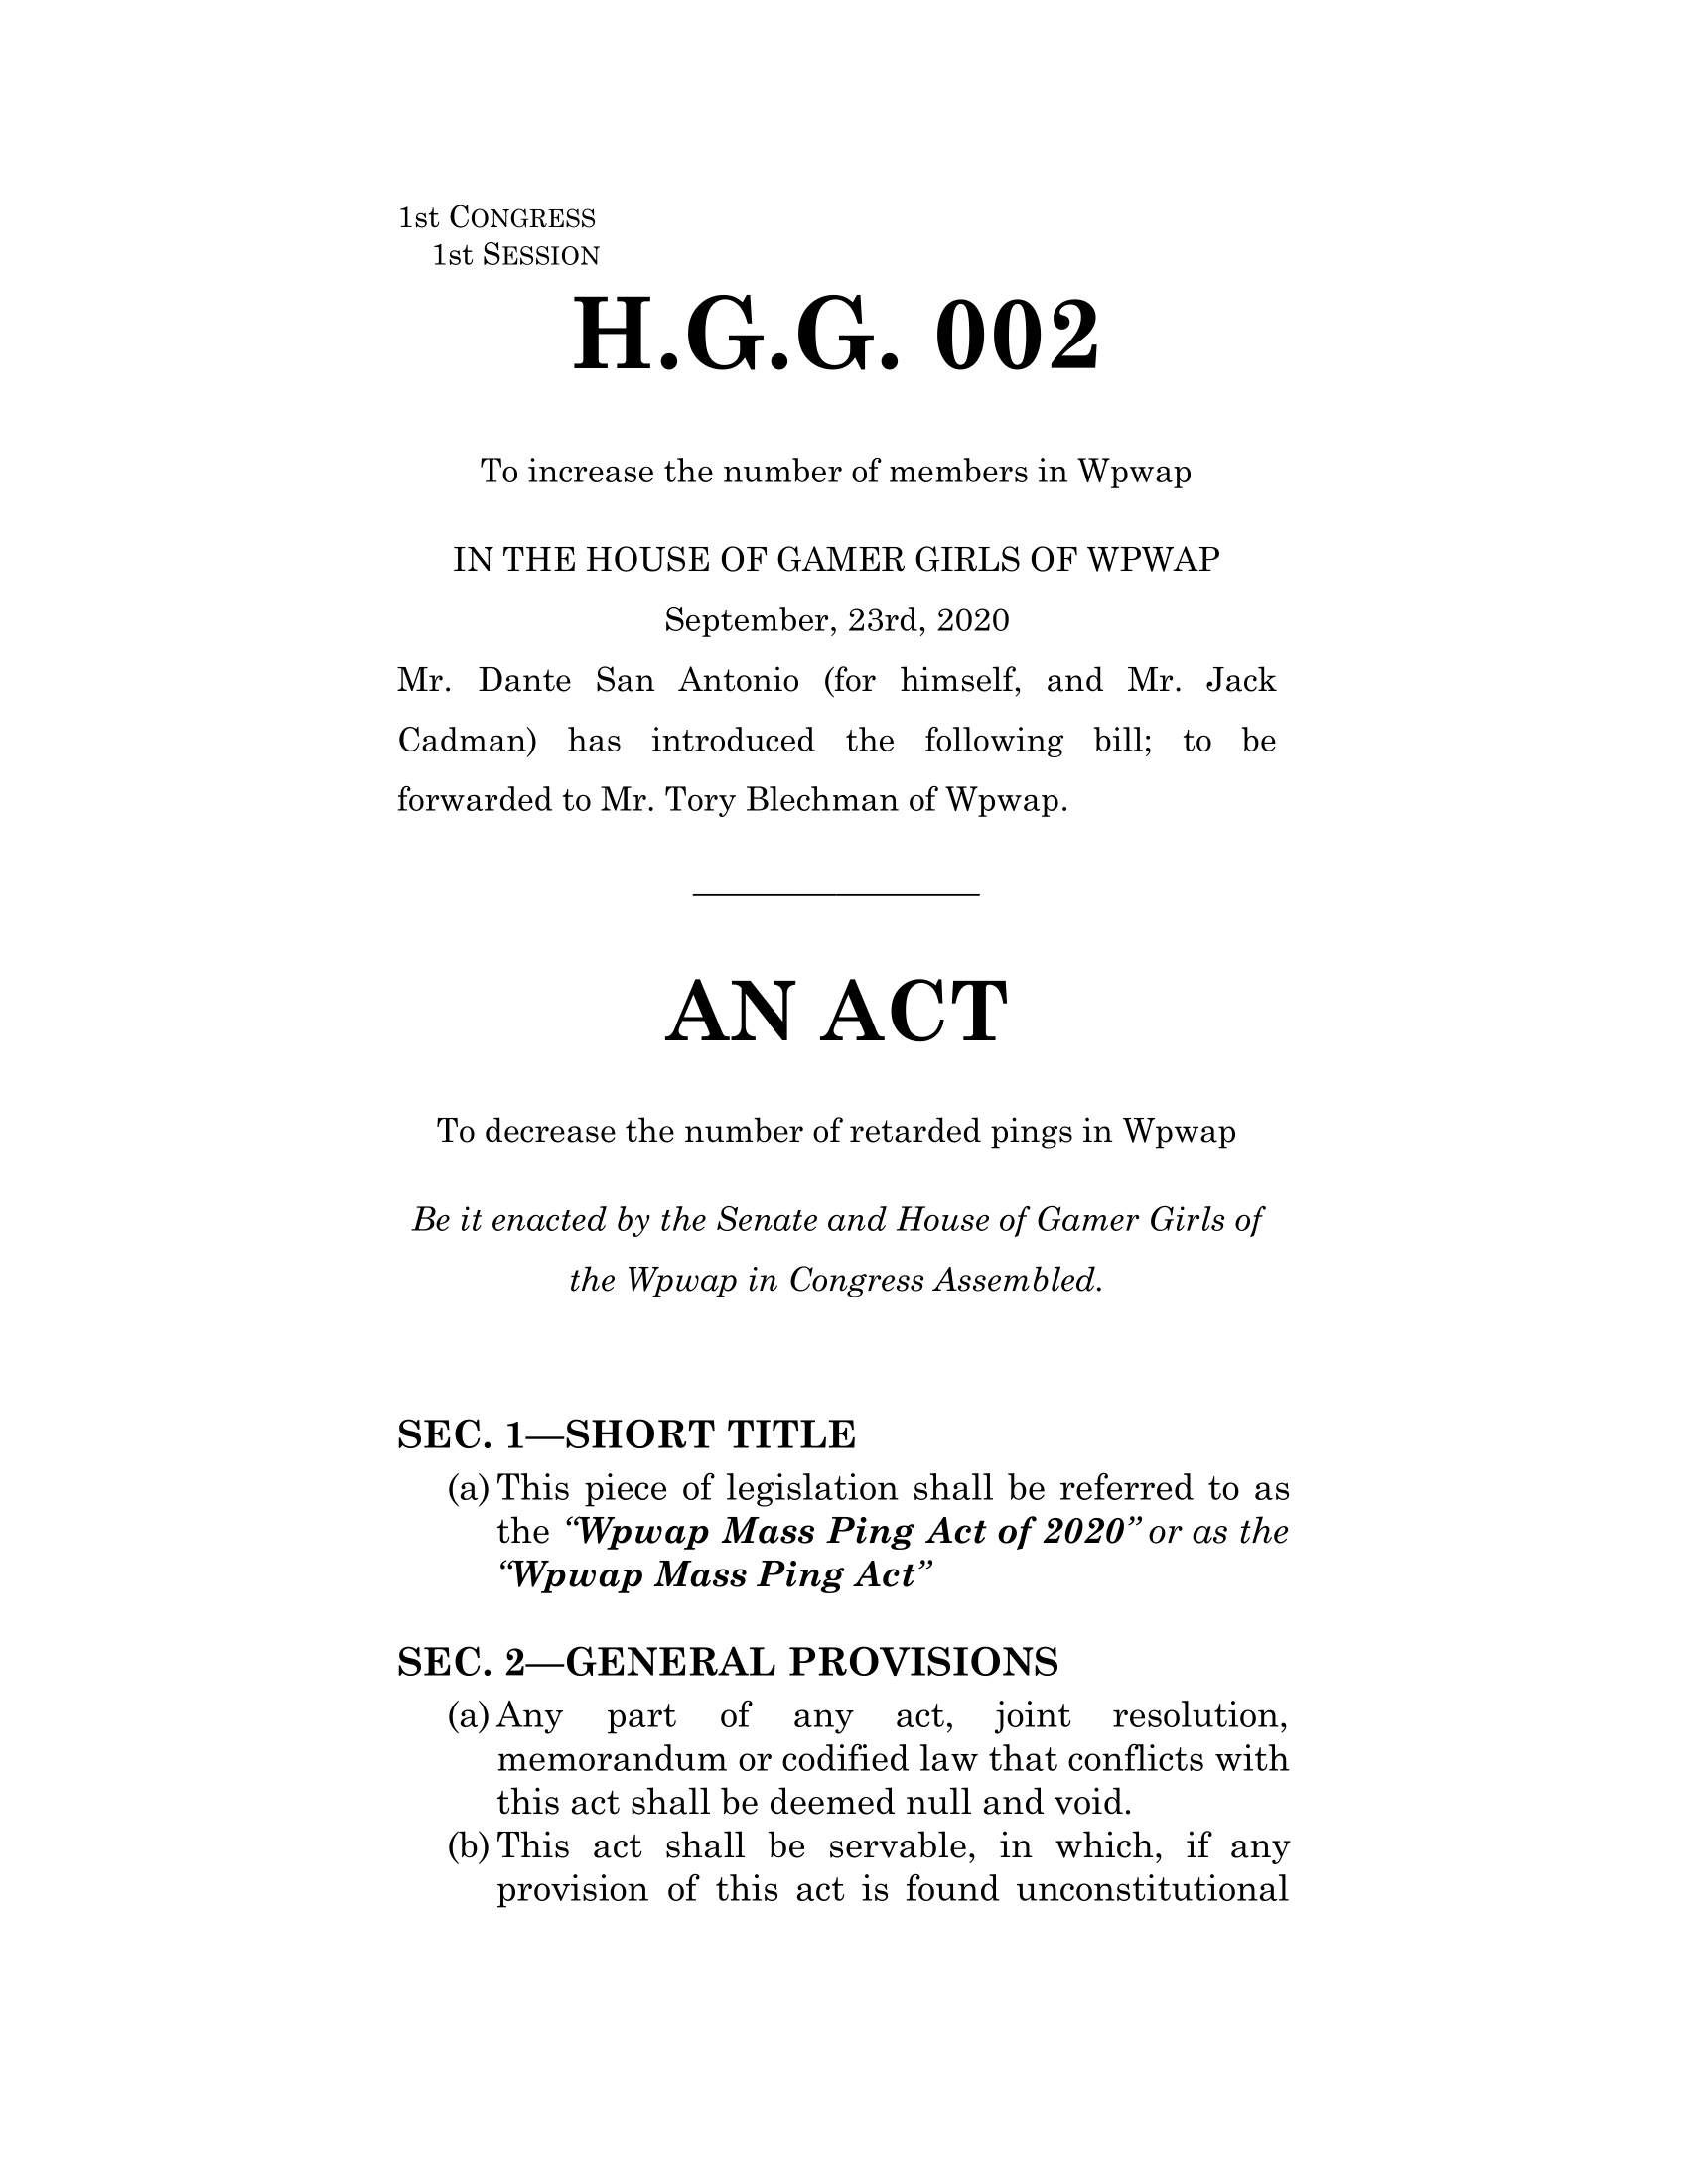 1st CONGRESS
1st SESSION
H.G.G. 002
To increase the number of members in Wpwap
IN THE HOUSE OF GAMER GIRLS OF WPWAP
September, 23rd, 2020
Mr. Dante San Antonio (for himself, and Mr. Jack
Cadman) has introduced the following bill; to be
forwarded to Mr. Tory Blechman of Wpwap.
AN ACT
To decrease the number of retarded pings in Wpwap
Be it enacted by the Senate and House of Gamer Girls of
the Wpwap in Congress Assembled.
SEC. 1—SHORT TITLE
(a) This piece of legislation shall be referred to as
the “Wpwap Mass Ping Act of 2020” or as the
“Wpwap Mass Ping Act”
SEC. 2—GENERAL PROVISIONS
(a) Any part of any act, joint resolution,
memorandum or codified law that conflicts with
this act shall be deemed null and void.
(b) This act shall be servable, in which, if any
provision of this act is found unconstitutional